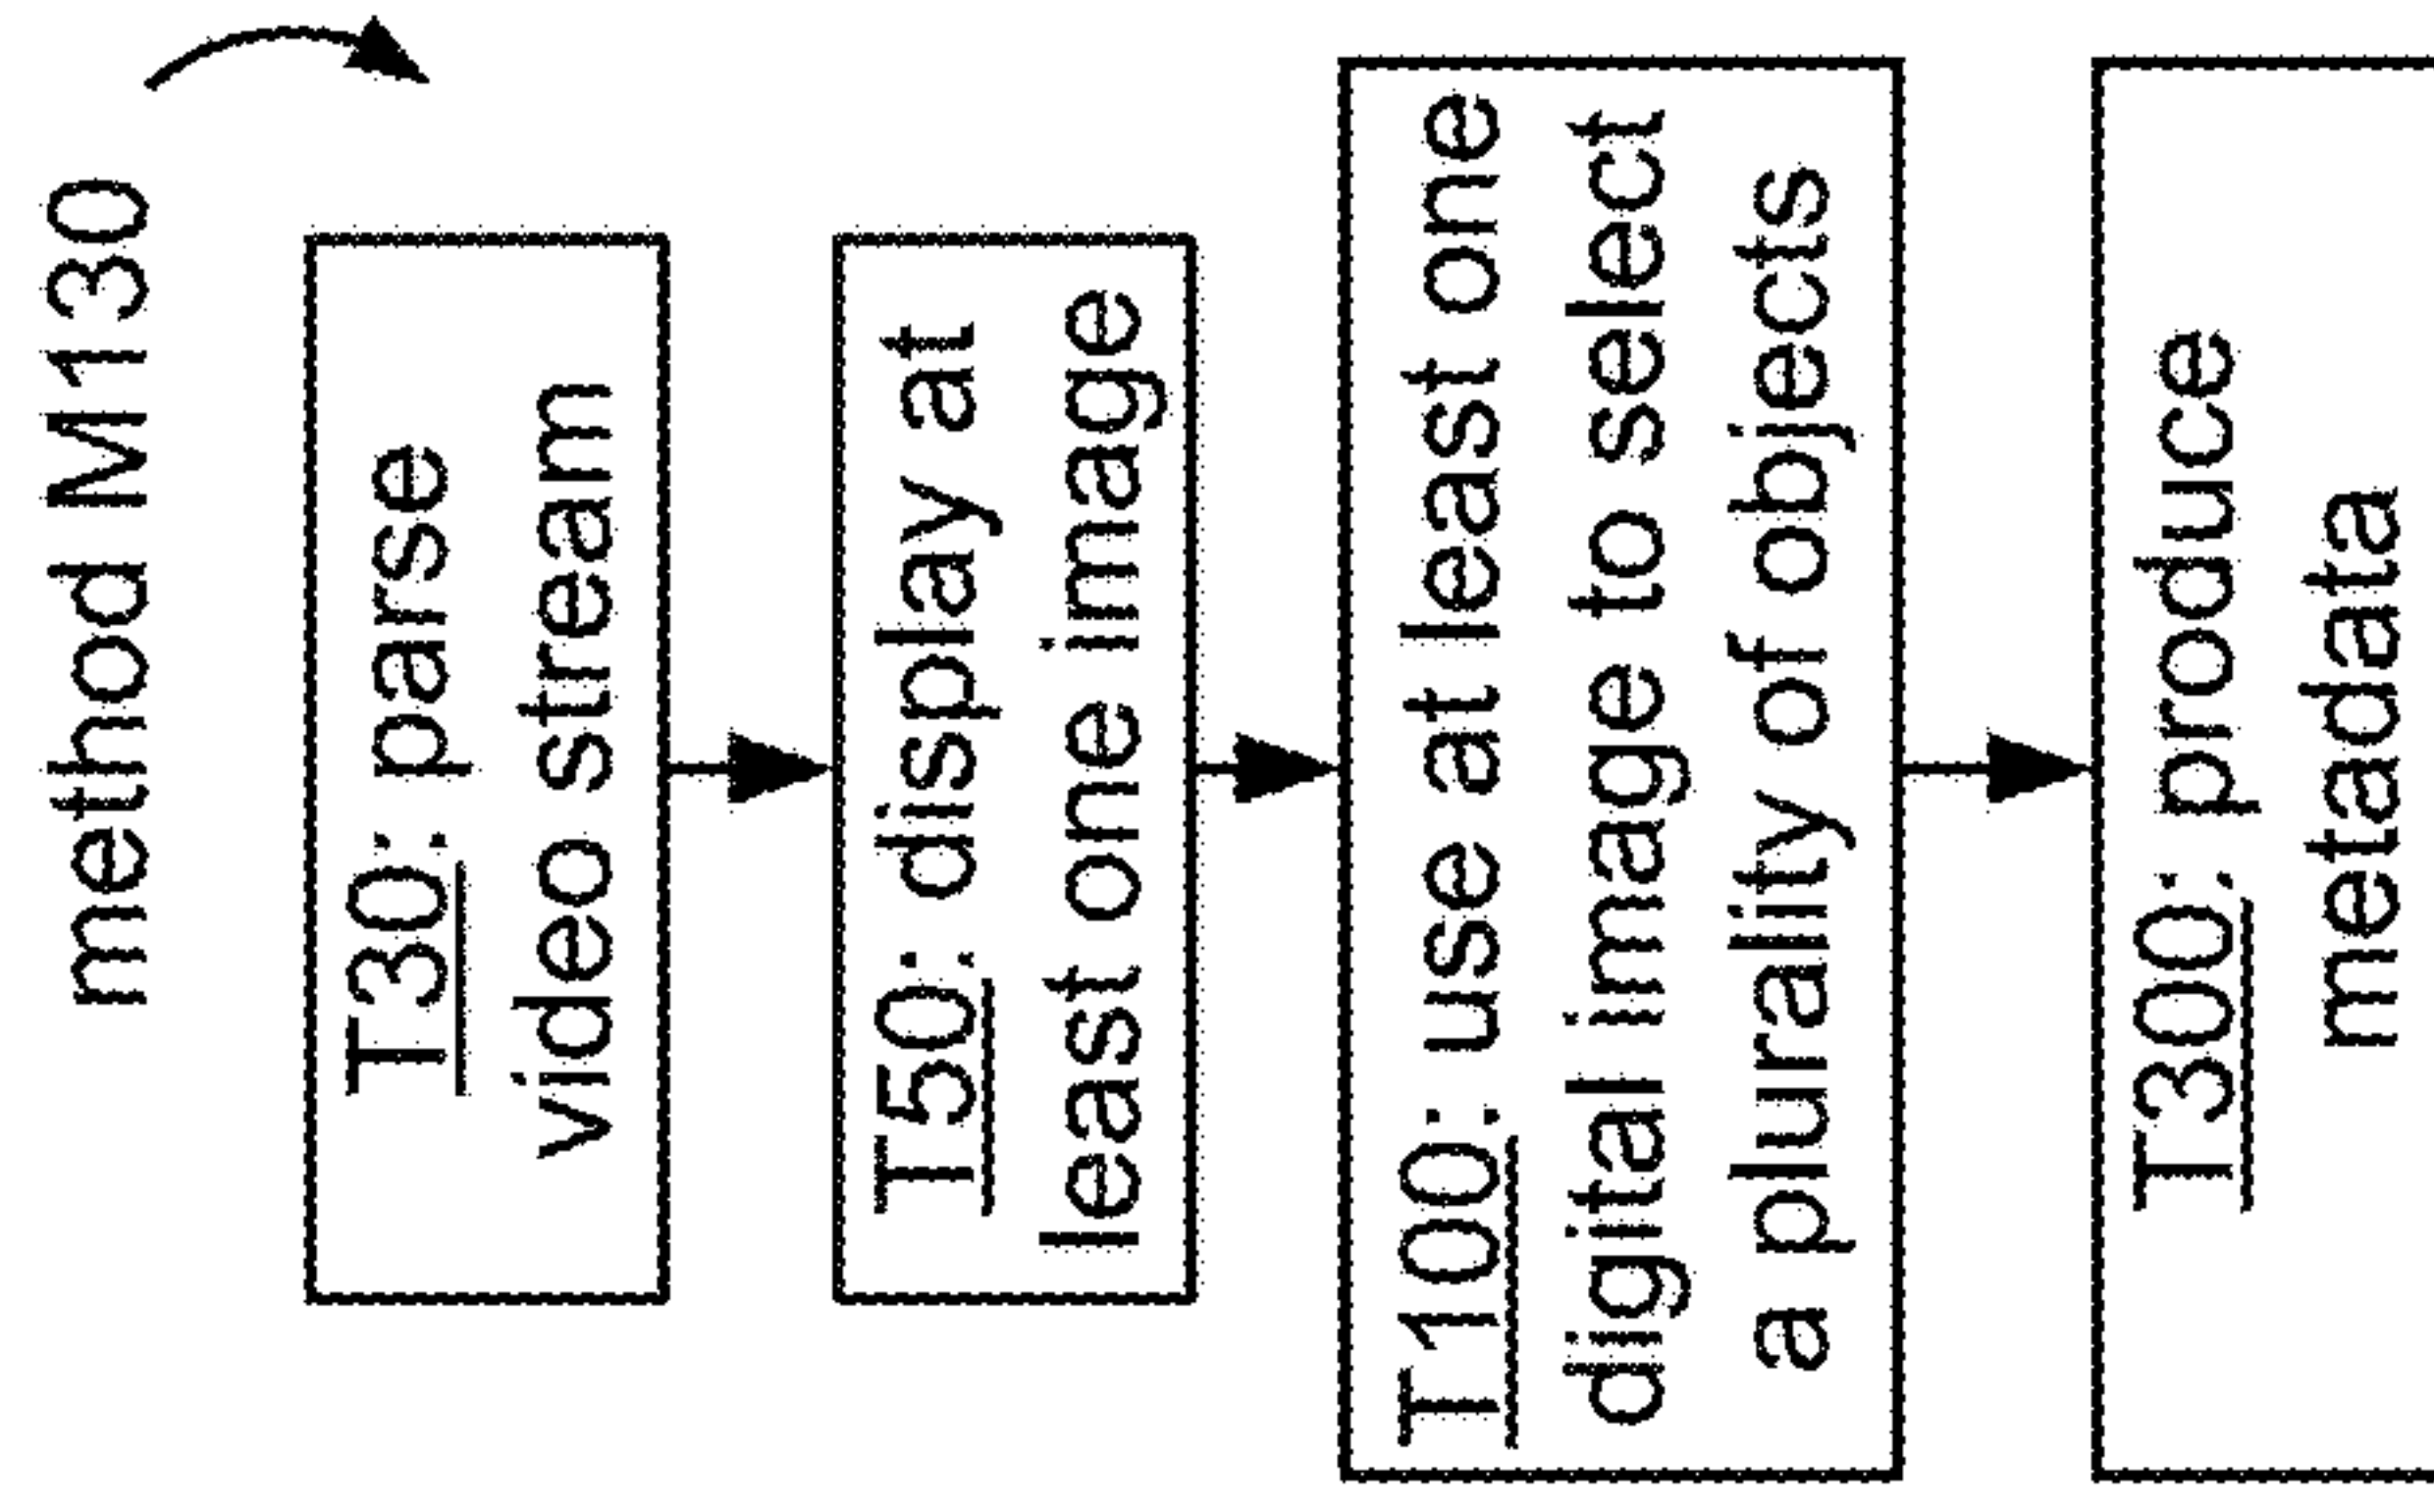 method M130
T30: parse
video stream
T50: display at
least one image
T100: use at least one
digital image to select
a plurality of objects
T300: produce
metadata